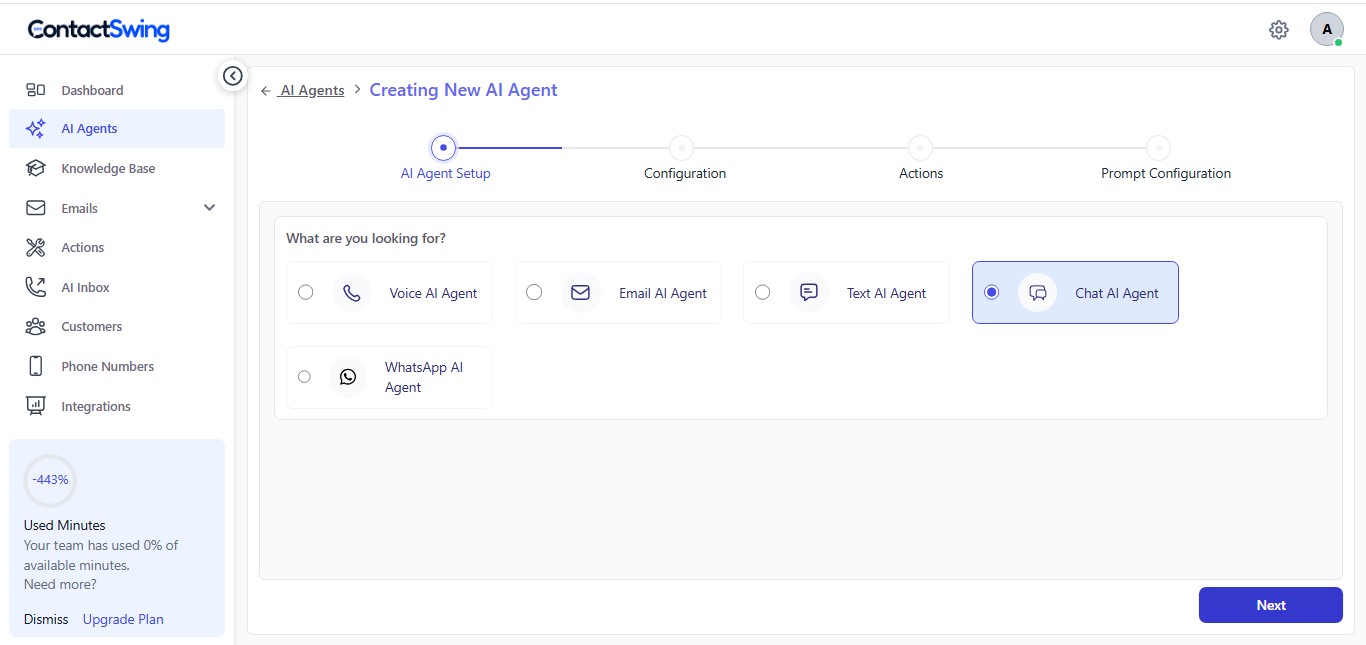 ContactSwing
A
Dashboard
AI Agents
Knowledge Base
Emails
Actions
AI Inbox
Customers
Phone Numbers
Integrations
-443%
Used Minutes
Your team has used 0% of
available minutes.
Need more?
Dismiss Upgrade Plan
← AI Agents > Creating New AI Agent
AI Agent Setup Configuration Actions Prompt Configuration
What are you looking for?
Voice AI Agent Email AI Agent Text AI Agent Chat AI Agent
WhatsApp AI
Agent
Next